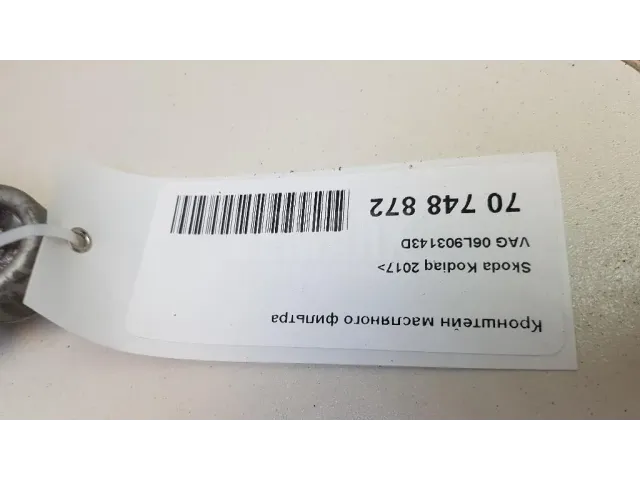 Кронштейн масляного фильтра
Skoda Kodiaq 2017>
VAG 06L903143D
70 748 872